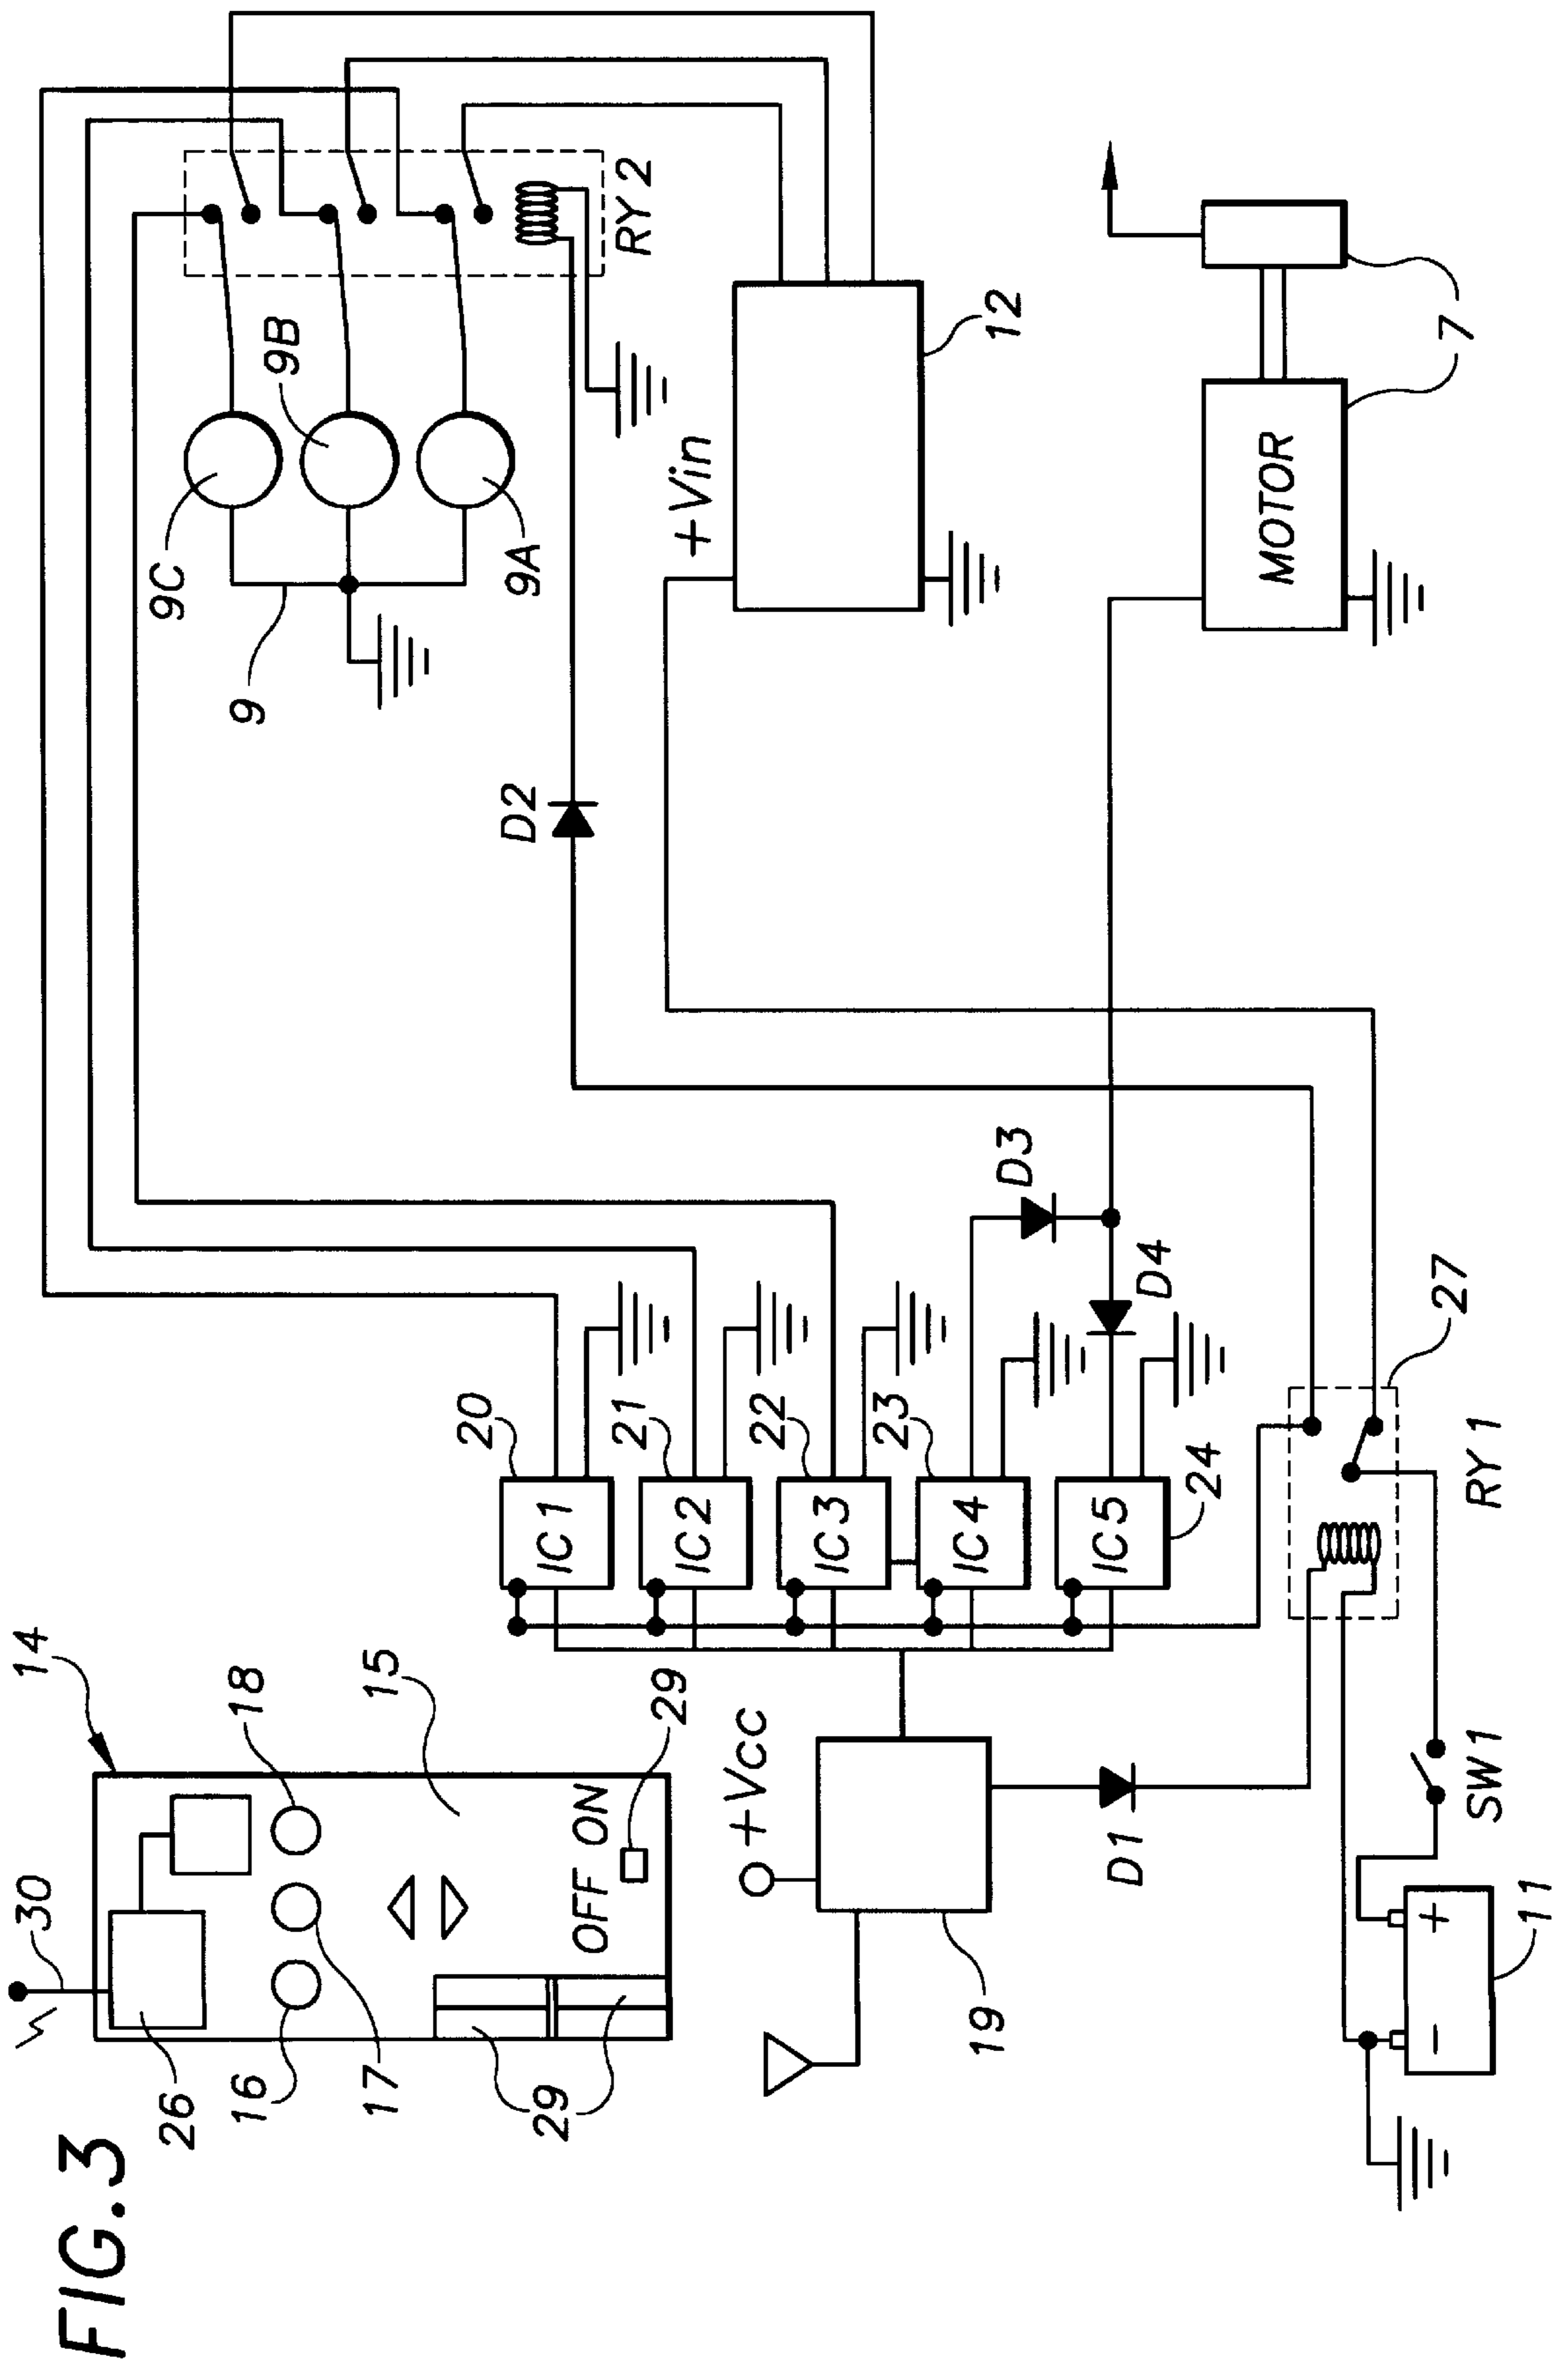 FIG.3
30
14
26
16
17
18
15
29
OFF ON
29
+Vcc
19
D1
20
21
22
23
24
IC1
IC2
IC3
IC4
IC5
D3
D4
D2
11
+
−
SW1
RY1
27
9
9C
9B
9A
RY2
+Vin
12
MOTOR
7